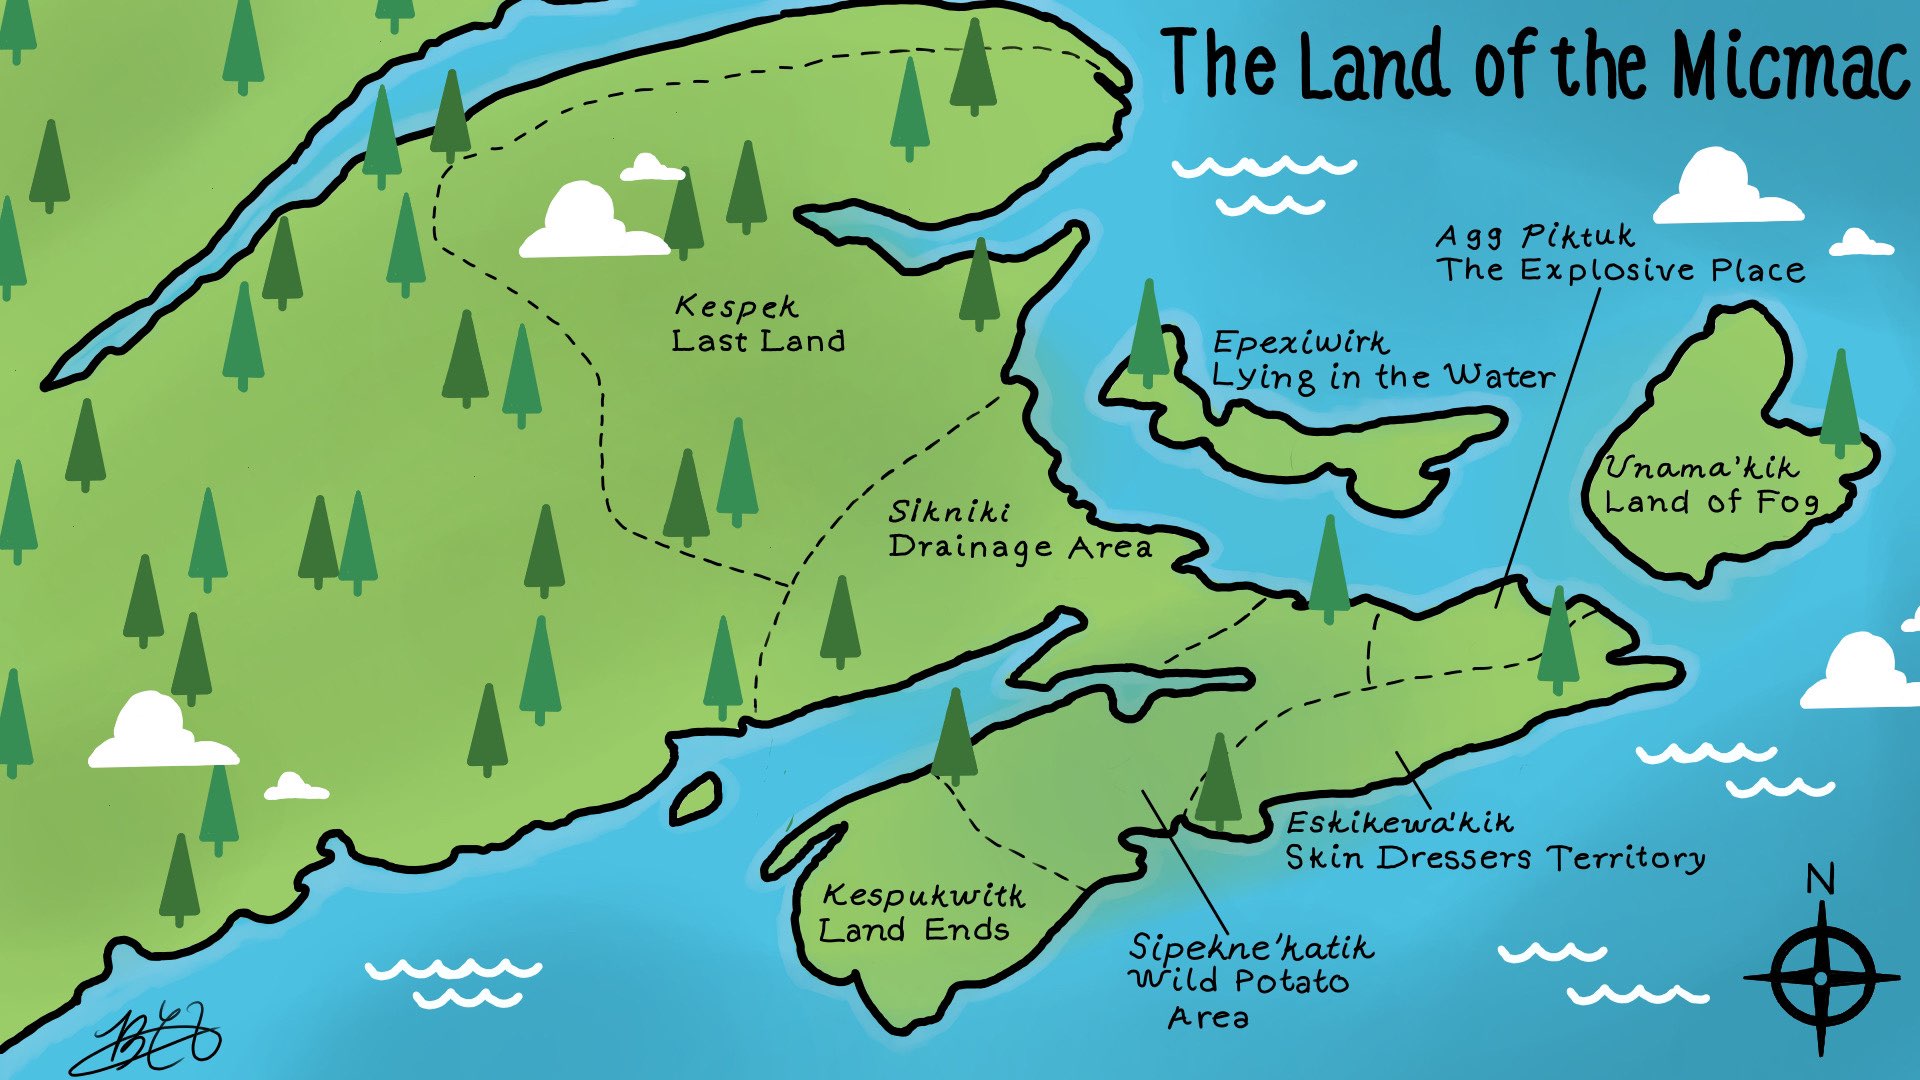 The Land of the Micmac
Agg Piktuk
The Explosive Place
Kespek
Last Land
Epexiwirk
Lying in the Water
Unama'kik
Land of Fog
Sikniki
Drainage Area
Eskikewa'kik
Skin Dressers Territory
Kespukwitk
Land Ends
Sipekne'katik
Wild Potato
Area
N